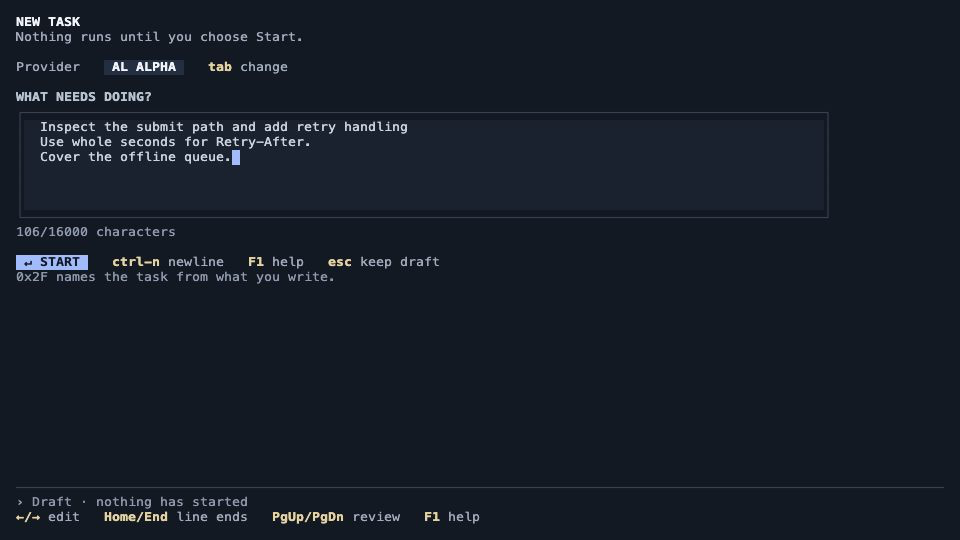 NEW TASK
Nothing runs until you choose Start.
Provider AL ALPHA tab change
WHAT NEEDS DOING?
Inspect the submit path and add retry handling
Use whole seconds for Retry-After.
Cover the offline queue.
106/16000 characters
↵ START ctrl-n newline F1 help esc keep draft
0x2F names the task from what you write.
› Draft · nothing has started
←/→ edit Home/End line ends PgUp/PgDn review F1 help